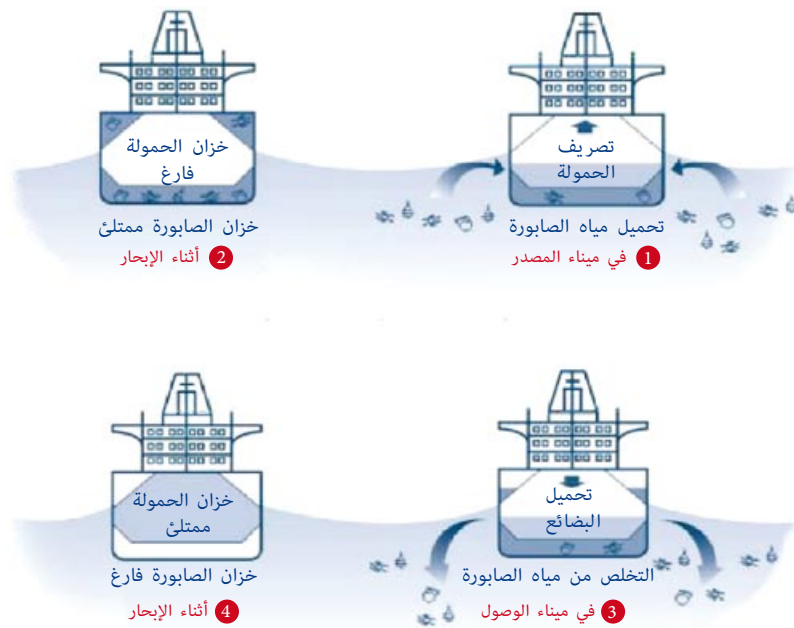 تصريف
الحمولة
تحميل مياه الصابورة
1 في ميناء المصدر
خزان الحمولة
فارغ
خزان الصابورة ممتلئ
2 أثناء الإبحار
تحميل
البضائع
التخلص من مياه الصابورة
3 في ميناء الوصول
خزان الحمولة
ممتلئ
خزان الصابورة فارغ
4 أثناء الإبحار